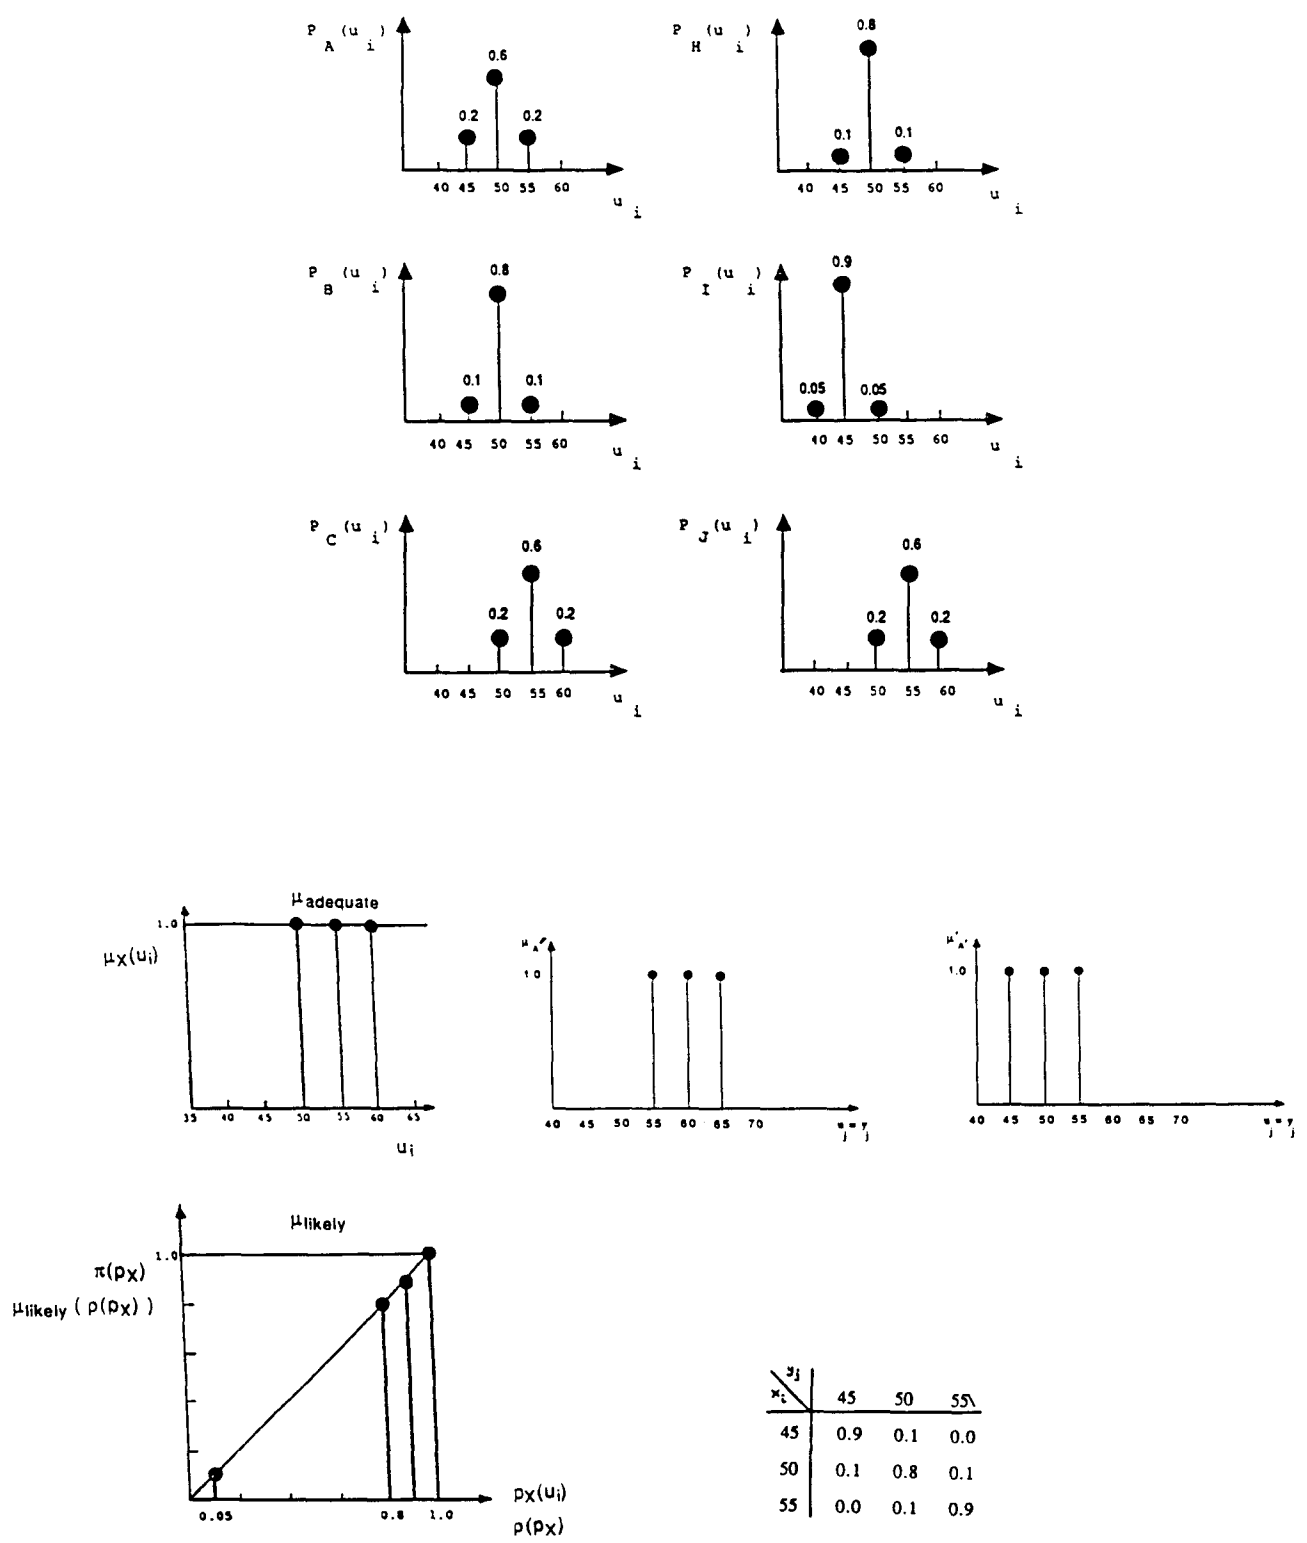 P A (u i) 0.6
0.2 0.2
40 45 50 55 60
u i
P H (u i) 0.8
0.1 0.1
40 45 50 55 60
u i
P B (u i) 0.8
0.1 0.1
40 45 50 55 60
u i
P I (u i) 0.9
0.05 0.05
40 45 50 55 60
u i
P C (u i) 0.6
0.2 0.2
40 45 50 55 60
u i
P J (u i) 0.6
0.2 0.2
40 45 50 55 60
u i
μadequate
1.0
μX(ui)
35 40 45 50 55 60 65
ui
μA″
1.0
40 45 50 55 60 65 70
μ'A'
1.0
40 45 50 55 60 65 70
μlikely
1.0
π(pX)
μlikely ( ρ(pX) )
0.05 0.8 1.0
pX(ui)
ρ(pX)
yj
xi 45 50 55\
45 0.9 0.1 0.0
50 0.1 0.8 0.1
55 0.0 0.1 0.9